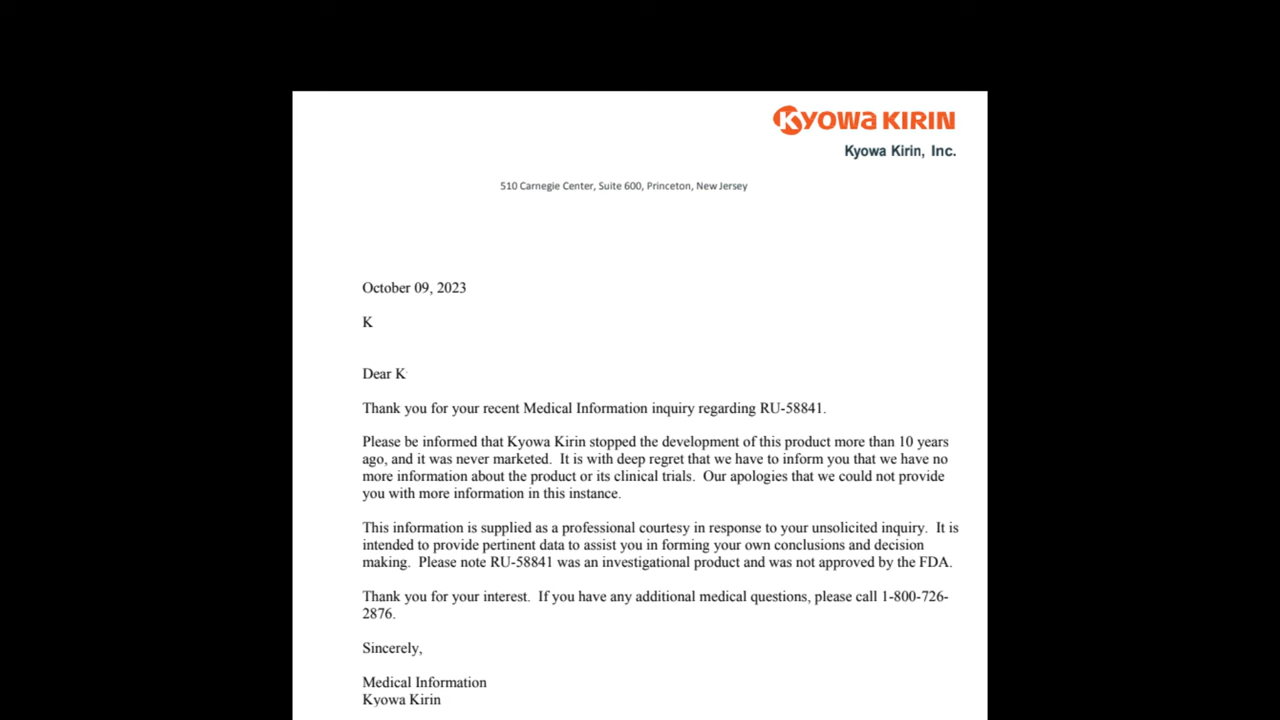 KYOWA KIRIN
Kyowa Kirin, Inc.
510 Carnegie Center, Suite 600, Princeton, New Jersey
October 09, 2023
K
Dear K
Thank you for your recent Medical Information inquiry regarding RU-58841.
Please be informed that Kyowa Kirin stopped the development of this product more than 10 years
ago, and it was never marketed.  It is with deep regret that we have to inform you that we have no
more information about the product or its clinical trials.  Our apologies that we could not provide
you with more information in this instance.
This information is supplied as a professional courtesy in response to your unsolicited inquiry.  It is
intended to provide pertinent data to assist you in forming your own conclusions and decision
making.  Please note RU-58841 was an investigational product and was not approved by the FDA.
Thank you for your interest.  If you have any additional medical questions, please call 1-800-726-
2876.
Sincerely,
Medical Information
Kyowa Kirin